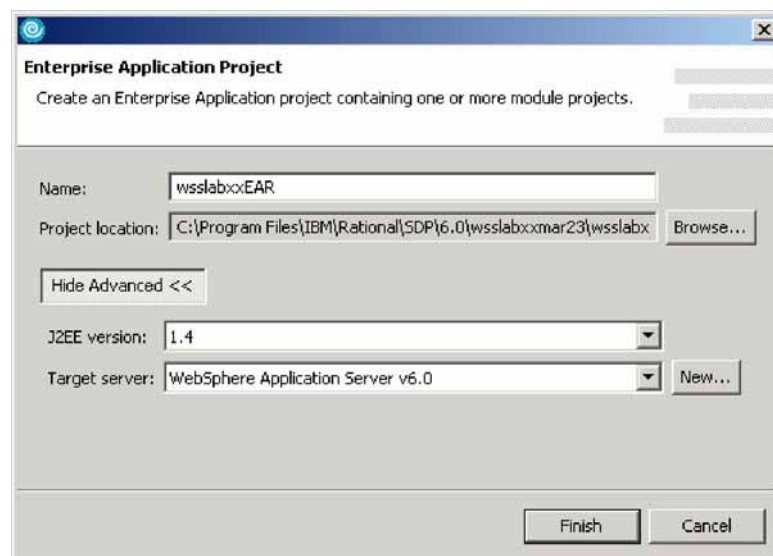 Enterprise Application Project
Create an Enterprise Application project containing one or more module projects.
Name: wsslabxxEAR
Project location: C:\Program Files\IBM\Rational\SDP\6.0\wsslabxxmar23\wsslabx Browse...
Hide Advanced <<
J2EE version: 1.4
Target server: WebSphere Application Server v6.0 New...
Finish Cancel